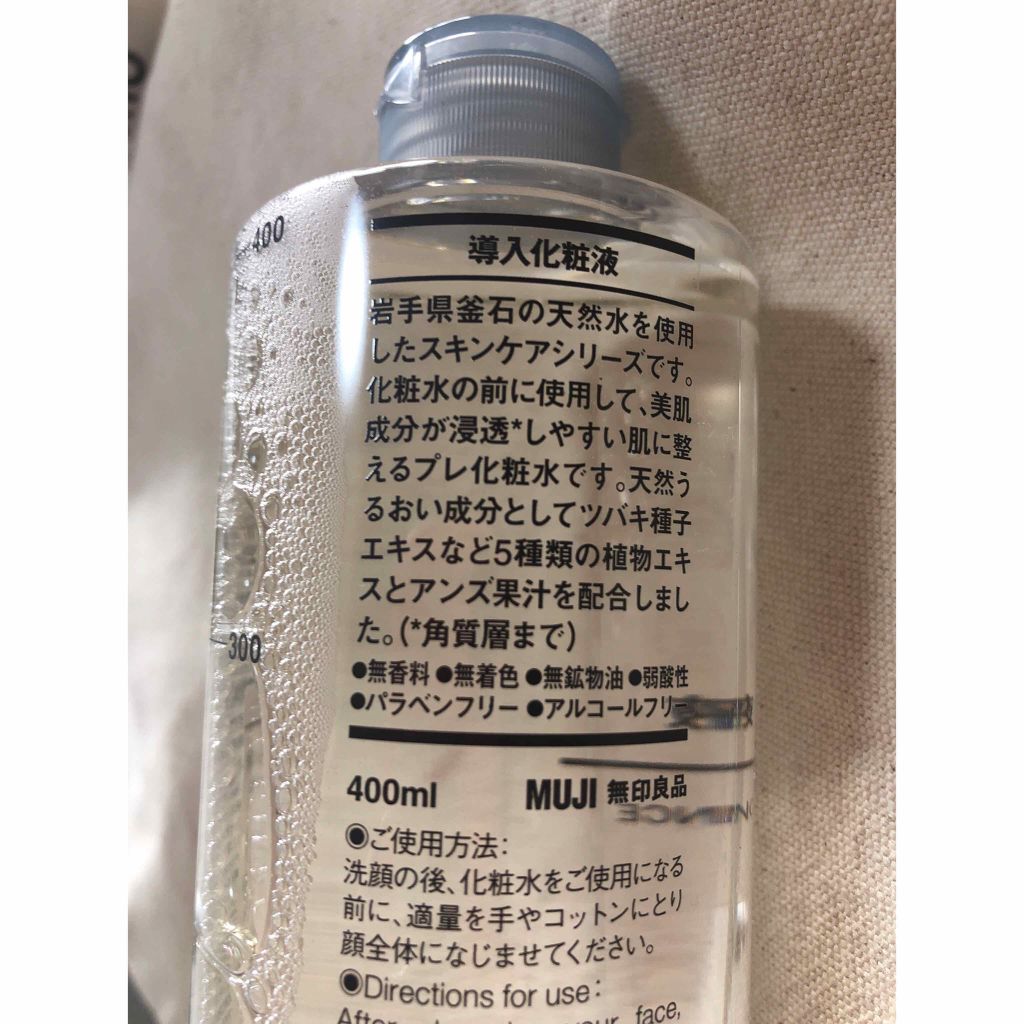 400
導入化粧液
岩手県釜石の天然水を使用
したスキンケアシリーズです。
化粧水の前に使用して、美肌
成分が浸透*しやすい肌に整
えるプレ化粧水です。天然う
るおい成分としてツバキ種子
エキスなど5種類の植物エキ
スとアンズ果汁を配合しまし
た。(*角質層まで)
300
●無香料 ●無着色 ●無鉱物油 ●弱酸性
●パラベンフリー ●アルコールフリー
400ml MUJI 無印良品
◉ご使用方法:
洗顔の後、化粧水をご使用になる
前に、適量を手やコットンにとり
顔全体になじませてください。
◉Directions for use:
face,